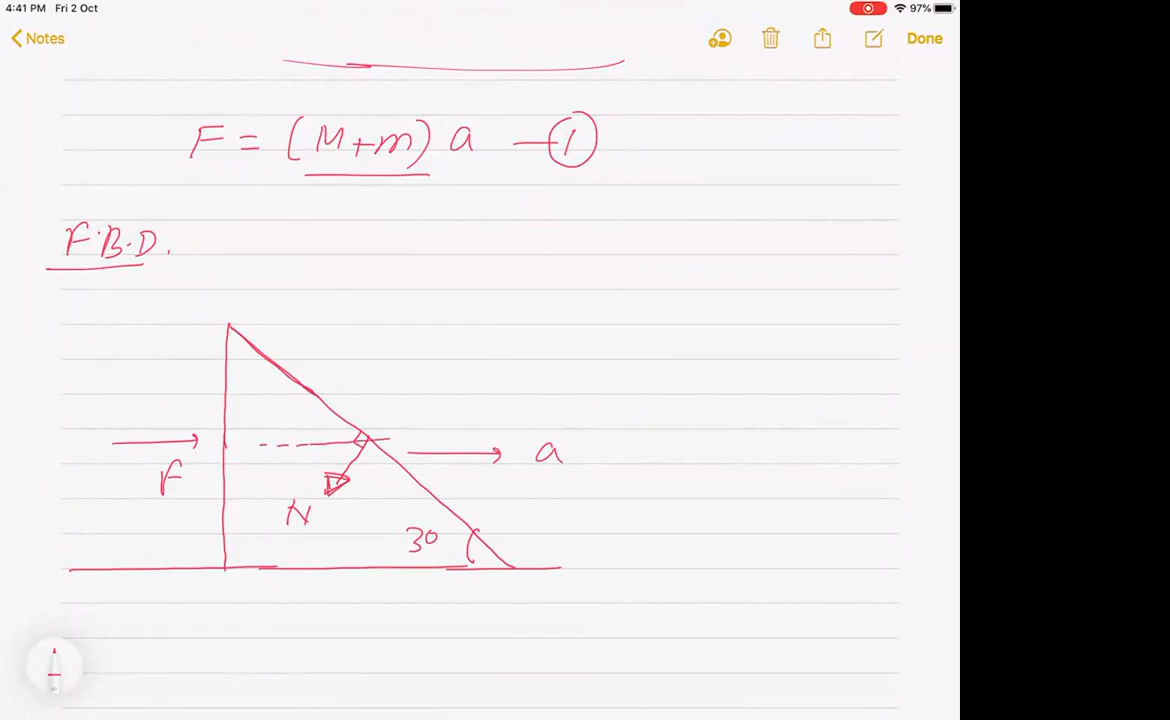 4:41 PM Fri 2 Oct 97%
Notes Done
F = (M+m) a — 1
F.B.D.
F
a
N
30